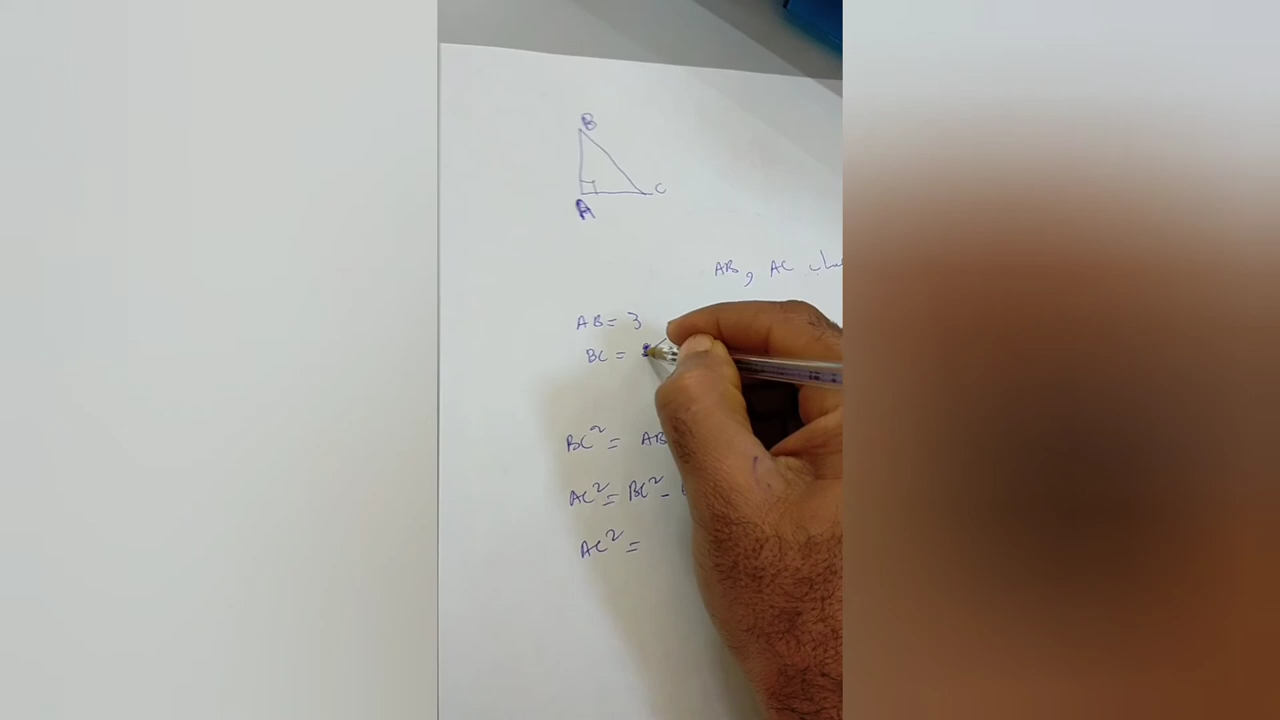 B
C
A
AB و AC
AB = 3
BC =
BC² = AB
AC² = BC² -
AC² =